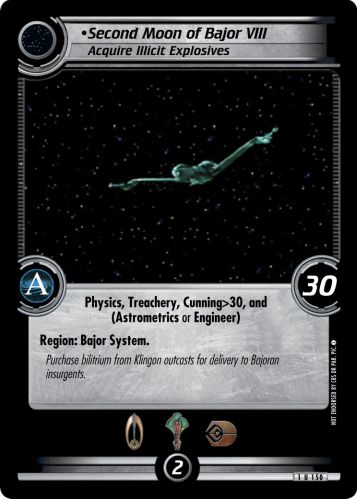 •Second Moon of Bajor VIII
Acquire Illicit Explosives
A
30
Physics, Treachery, Cunning>30, and
(Astrometrics or Engineer)
Region: Bajor System.
Purchase bilitrium from Klingon outcasts for delivery to Bajoran
insurgents.
NOT ENDORSED BY CBS OR PAR. PIC.
2
1 U 150